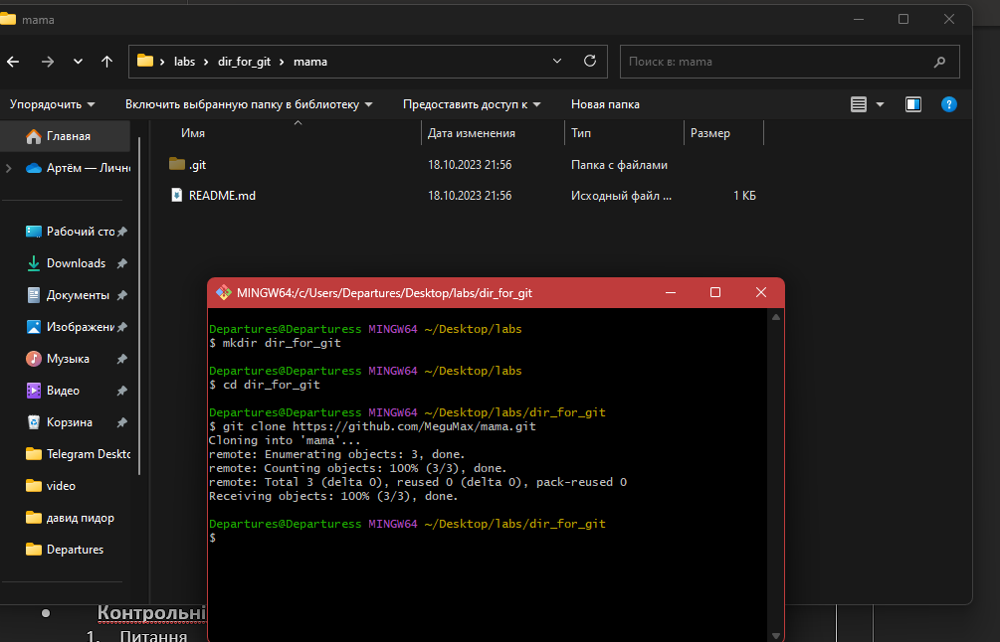 mama
labs > dir_for_git > mama
Поиск в: mama
Упорядочить
Включить выбранную папку в библиотеку
Предоставить доступ к
Новая папка
Имя
Дата изменения
Тип
Размер
.git 18.10.2023 21:56 Папка с файлами
README.md 18.10.2023 21:56 Исходный файл ... 1 КБ
Главная
Артём — Личн
Рабочий сто
Downloads
Документы
Изображени
Музыка
Видео
Корзина
Telegram Deskto
video
давид пидор
Departures
MINGW64:/c/Users/Departures/Desktop/labs/dir_for_git
Departures@Departuress MINGW64 ~/Desktop/labs
$ mkdir dir_for_git
Departures@Departuress MINGW64 ~/Desktop/labs
$ cd dir_for_git
Departures@Departuress MINGW64 ~/Desktop/labs/dir_for_git
$ git clone https://github.com/MeguMax/mama.git
Cloning into 'mama'...
remote: Enumerating objects: 3, done.
remote: Counting objects: 100% (3/3), done.
remote: Total 3 (delta 0), reused 0 (delta 0), pack-reused 0
Receiving objects: 100% (3/3), done.
Departures@Departuress MINGW64 ~/Desktop/labs/dir_for_git
$
Контрольні
1. Питання